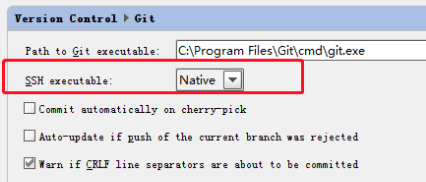 Version Control ▸ Git
Path to Git executable: C:\Program Files\Git\cmd\git.exe
SSH executable: Native
Commit automatically on cherry-pick
Auto-update if push of the current branch was rejected
Warn if CRLF line separators are about to be committed